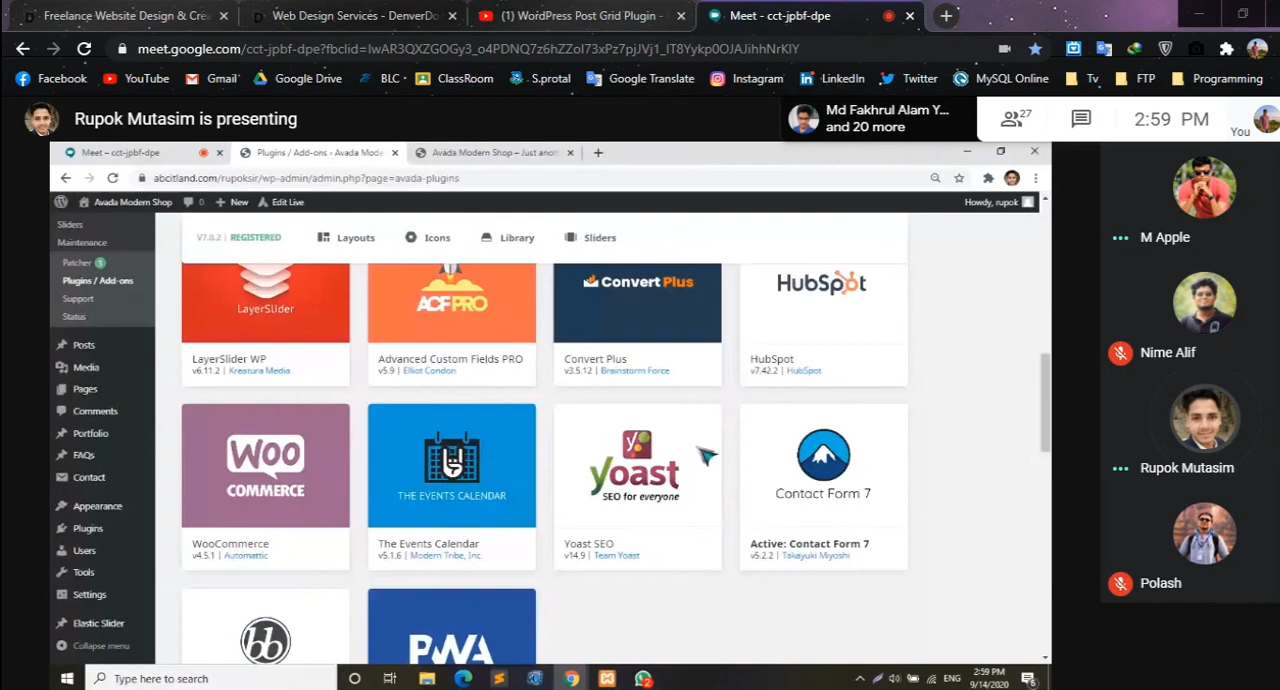 Freelance Website Design & Cre
Web Design Services - DenverDo
(1) WordPress Post Grid Plugin -
Meet - cct-jpbf-dpe
meet.google.com/cct-jpbf-dpe?fbclid=IwAR3QXZGOGy3_o4PDNQ7z6hZZoI73xPz7pjJVj1_IT8Yykp0OJAJihhNrKIY
Facebook
YouTube
Gmail
Google Drive
BLC -
ClassRoom
S.protal
Google Translate
Instagram
LinkedIn
Twitter
MySQL Online
Tv
FTP
Programming
Rupok Mutasim is presenting
Md Fakhrul Alam Y...
and 20 more
27
2:59 PM
You
Meet – cct-jpbf-dpe
Plugins / Add-ons ‹ Avada Mode
Avada Modern Shop – Just anot
abcitland.com/rupoksir/wp-admin/admin.php?page=avada-plugins
Avada Modern Shop
0
New
Edit Live
Howdy, rupok
Sliders
Maintenance
Patcher
Plugins / Add-ons
Support
Status
Posts
Media
Pages
Comments
Portfolio
FAQs
Contact
Appearance
Plugins
Users
Tools
Settings
Elastic Slider
Collapse menu
V7.0.2 | REGISTERED
Layouts
Icons
Library
Sliders
LayerSlider
ACF PRO
Convert Plus
HubSpot
LayerSlider WP
v6.11.2 | Kreatura Media
Advanced Custom Fields PRO
v5.9 | Elliot Condon
Convert Plus
v3.5.12 | Brainstorm Force
HubSpot
v7.42.2 | HubSpot
WOO
COMMERCE
THE EVENTS CALENDAR
y
yoast
SEO for everyone
Contact Form 7
WooCommerce
v4.5.1 | Automattic
The Events Calendar
v5.1.6 | Modern Tribe, Inc.
Yoast SEO
v14.9 | Team Yoast
Active: Contact Form 7
v5.2.2 | Takayuki Miyoshi
bb
PWA
M Apple
Nime Alif
Rupok Mutasim
Polash
Type here to search
ENG
2:59 PM
9/14/2020